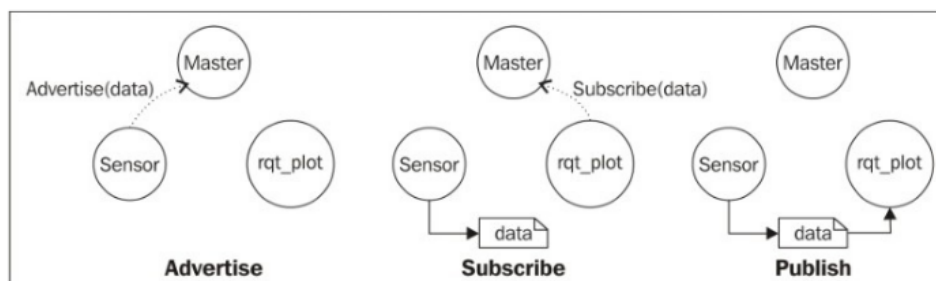 Master
Advertise(data)
Sensor
rqt_plot
Advertise
Master
Subscribe(data)
Sensor
rqt_plot
data
Subscribe
Master
Sensor
rqt_plot
data
Publish